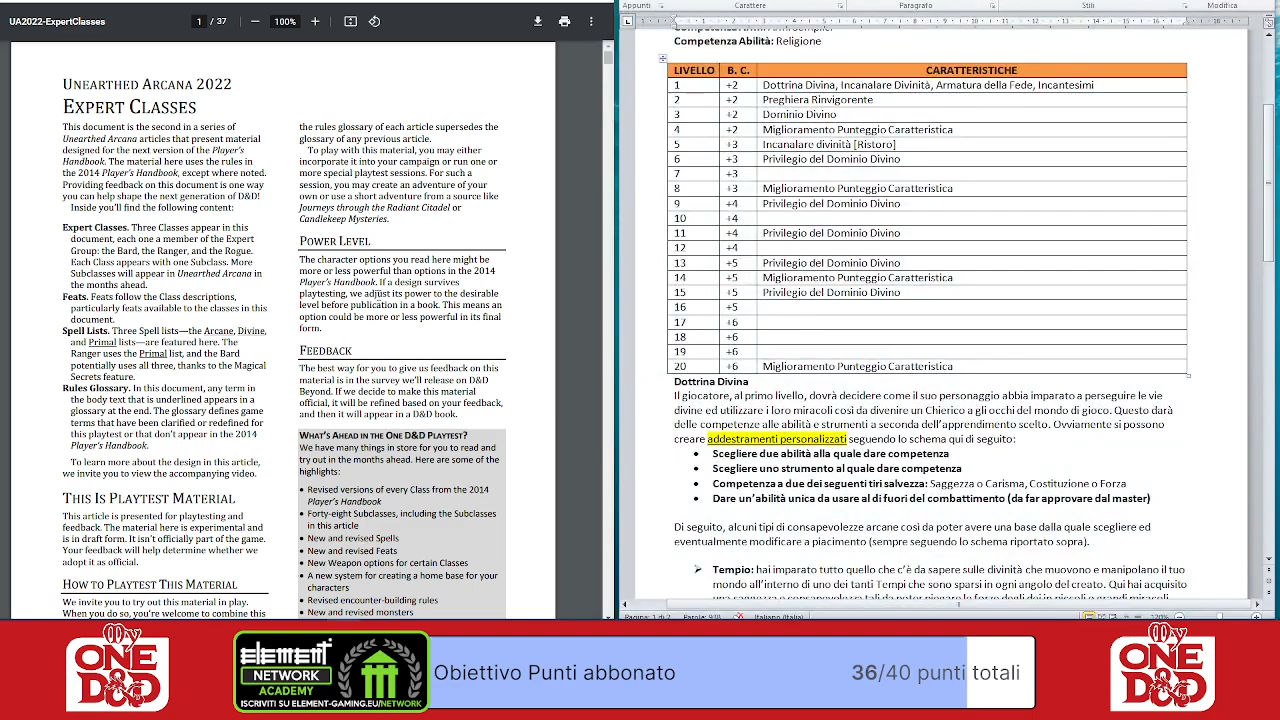 UA2022-ExpertClasses
1 / 37
100%
UNEARTHED ARCANA 2022
EXPERT CLASSES
This document is the second in a series of
Unearthed Arcana articles that present material
designed for the next version of the Player's
Handbook. The material here uses the rules in
the 2014 Player's Handbook, except where noted.
Providing feedback on this document is one way
you can help shape the next generation of D&D!
Inside you'll find the following content:
Expert Classes. Three Classes appear in this
document, each one a member of the Expert
Group: the Bard, the Ranger, and the Rogue.
Each Class appears with one Subclass. More
Subclasses will appear in Unearthed Arcana in
the months ahead.
Feats. Feats follow the Class descriptions,
particularly feats available to the classes in this
document.
Spell Lists. Three Spell lists—the Arcane, Divine,
and Primal lists—are featured here. The
Ranger uses the Primal list, and the Bard
potentially uses all three, thanks to the Magical
Secrets feature.
Rules Glossary. In this document, any term in
the body text that is underlined appears in a
glossary at the end. The glossary defines game
terms that have been clarified or redefined for
this playtest or that don't appear in the 2014
Player's Handbook.
To learn more about the design in this article,
we invite you to view the accompanying video.
THIS IS PLAYTEST MATERIAL
This article is presented for playtesting and
feedback. The material here is experimental and
is in draft form. It isn't officially part of the game.
Your feedback will help determine whether we
adopt it as official.
HOW TO PLAYTEST THIS MATERIAL
We invite you to try out this material in play.
When you do so, you're welcome to combine this
the rules glossary of each article supersedes the
glossary of any previous article.
To play with this material, you may either
incorporate it into your campaign or run one or
more special playtest sessions. For such a
session, you may create an adventure of your
own or use a short adventure from a source like
Journeys through the Radiant Citadel or
Candlekeep Mysteries.
POWER LEVEL
The character options you read here might be
more or less powerful than options in the 2014
Player's Handbook. If a design survives
playtesting, we adjust its power to the desirable
level before publication in a book. This means an
option could be more or less powerful in its final
form.
FEEDBACK
The best way for you to give us feedback on this
material is in the survey we'll release on D&D
Beyond. If we decide to make this material
official, it will be refined based on your feedback,
and then it will appear in a D&D book.
WHAT'S AHEAD IN THE ONE D&D PLAYTEST?
We have many things in store for you to read and
try out in the months ahead. Here are some of the
highlights:
• Revised versions of every Class from the 2014
Player's Handbook
• Forty-eight Subclasses, including the Subclasses
in this article
• New and revised Spells
• New and revised Feats
• New Weapon options for certain Classes
• A new system for creating a home base for your
characters
• Revised encounter-building rules
• New and revised monsters
Appunti Carattere Paragrafo Stili Modifica
Competenza Abilità: Religione
LIVELLO B. C. CARATTERISTICHE
1 +2 Dottrina Divina, Incanalare Divinità, Armatura della Fede, Incantesimi
2 +2 Preghiera Rinvigorente
3 +2 Dominio Divino
4 +2 Miglioramento Punteggio Caratteristica
5 +3 Incanalare divinità [Ristoro]
6 +3 Privilegio del Dominio Divino
7 +3
8 +3 Miglioramento Punteggio Caratteristica
9 +4 Privilegio del Dominio Divino
10 +4
11 +4 Privilegio del Dominio Divino
12 +4
13 +5 Privilegio del Dominio Divino
14 +5 Miglioramento Punteggio Caratteristica
15 +5 Privilegio del Dominio Divino
16 +5
17 +6
18 +6
19 +6
20 +6 Miglioramento Punteggio Caratteristica
Dottrina Divina
Il giocatore, al primo livello, dovrà decidere come il suo personaggio abbia imparato a perseguire le vie
divine ed utilizzare i loro miracoli così da divenire un Chierico a gli occhi del mondo di gioco. Questo darà
delle competenze alle abilità e strumenti a seconda dell'apprendimento scelto. Ovviamente si possono
creare addestramenti personalizzati seguendo lo schema qui di seguito:
• Scegliere due abilità alla quale dare competenza
• Scegliere uno strumento al quale dare competenza
• Competenza a due dei seguenti tiri salvezza: Saggezza o Carisma, Costituzione o Forza
• Dare un'abilità unica da usare al di fuori del combattimento (da far approvare dal master)
Di seguito, alcuni tipi di consapevolezze arcane così da poter avere una base dalla quale scegliere ed
eventualmente modificare a piacimento (sempre seguendo lo schema riportato sopra).
➢ Tempio: hai imparato tutto quello che c'è da sapere sulle divinità che muovono e manipolano il tuo
mondo all'interno di uno dei tanti Tempi che sono sparsi in ogni angolo del creato. Qui hai acquisito
Italiano (Italia)
120%
My
ONE
D&D
element
NETWORK
ACADEMY
ISCRIVITI SU ELEMENT-GAMING.EU/NETWORK
Obiettivo Punti abbonato
36/40 punti totali
My
ONE
D&D